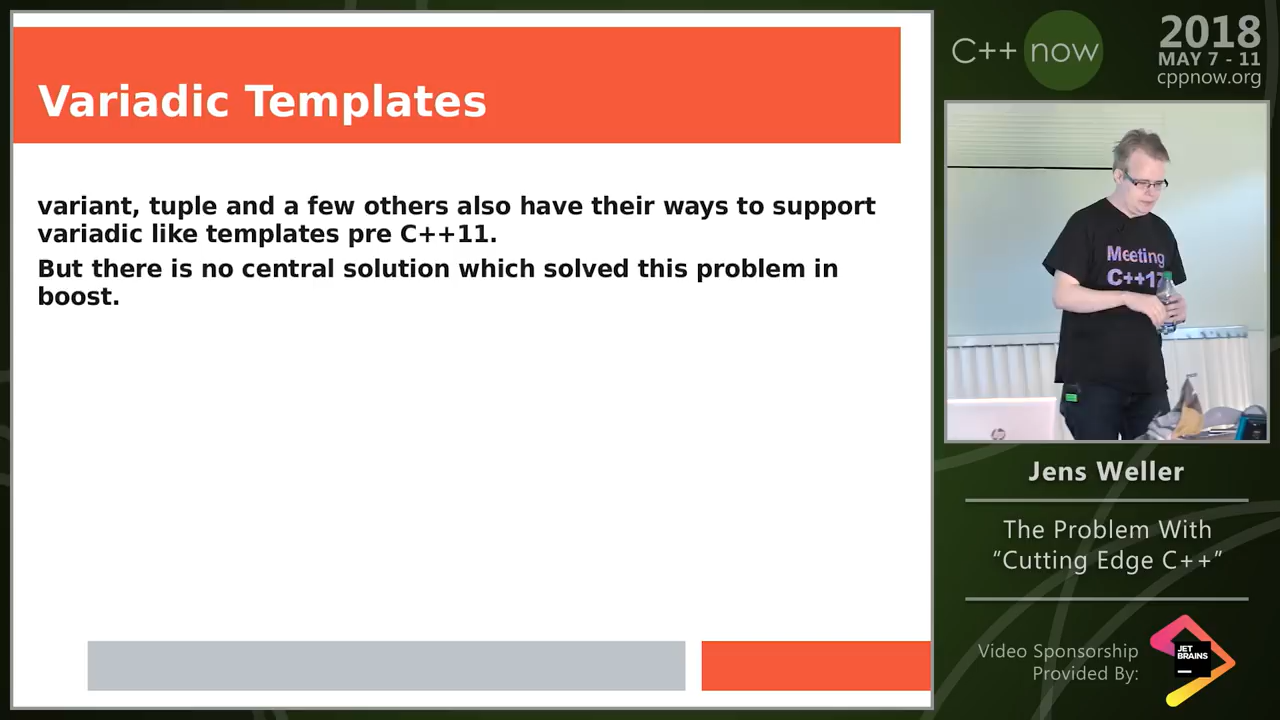 Variadic Templates
variant, tuple and a few others also have their ways to support
variadic like templates pre C++11.
But there is no central solution which solved this problem in
boost.
C++ now
2018
MAY 7 - 11
cppnow.org
Meeting
C++17
Jens Weller
The Problem With
“Cutting Edge C++”
Video Sponsorship
Provided By:
JET
BRAINS